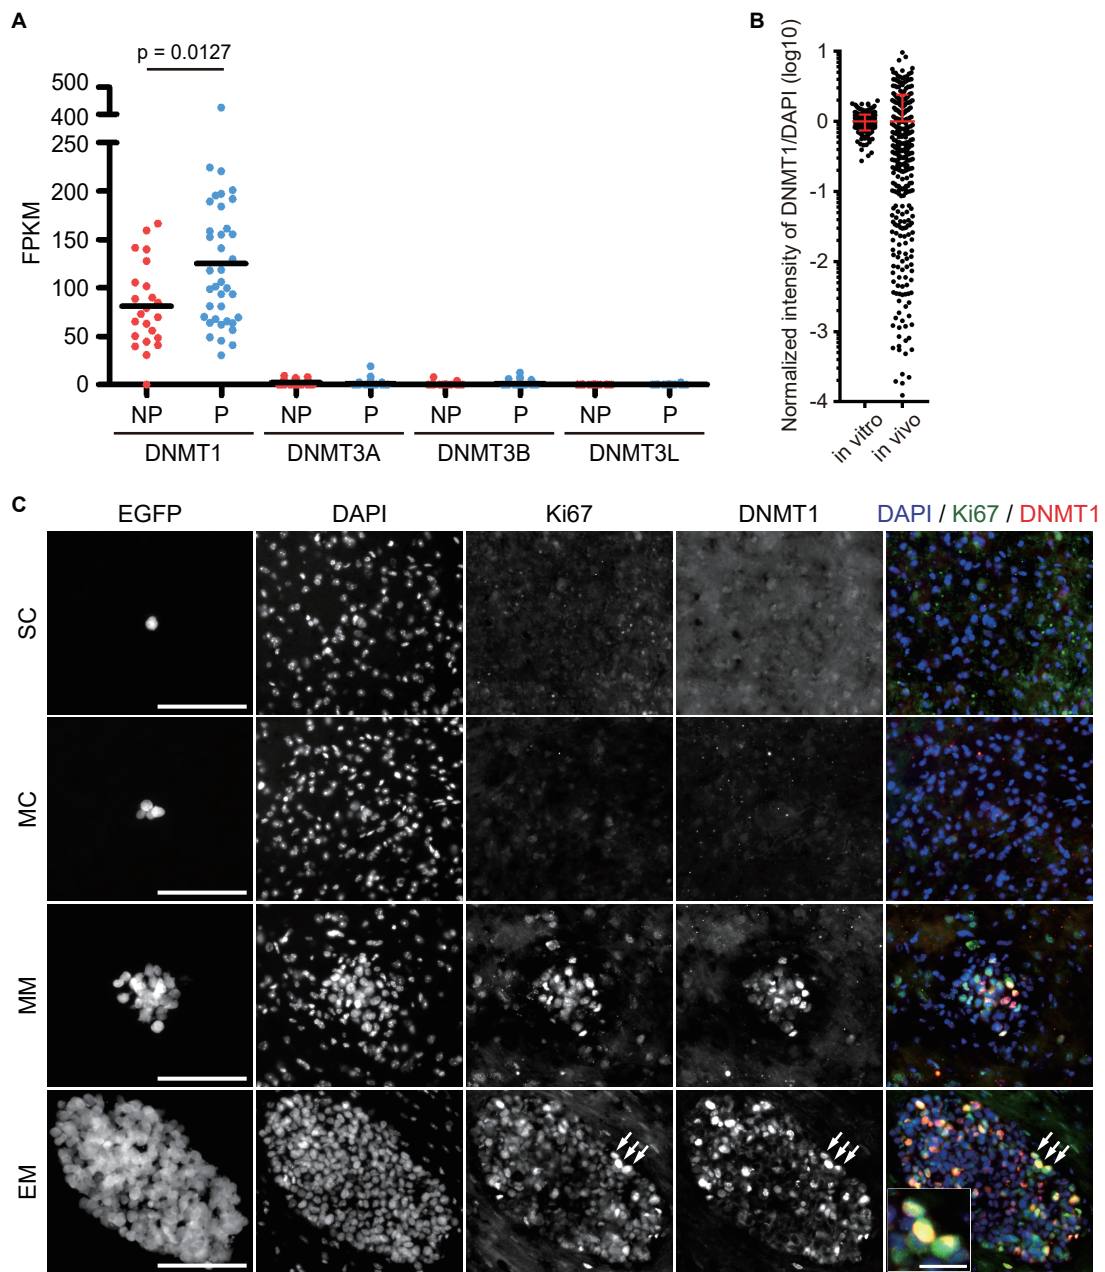 A
p = 0.0127
FPKM
500
400
250
200
150
100
50
0
NP P NP P NP P NP P
DNMT1 DNMT3A DNMT3B DNMT3L
B
Normalized intensity of DNMT1/DAPI (log10)
1
0
-1
-2
-3
-4
in vitro in vivo
C
EGFP DAPI Ki67 DNMT1 DAPI / Ki67 / DNMT1
SC
MC
MM
EM